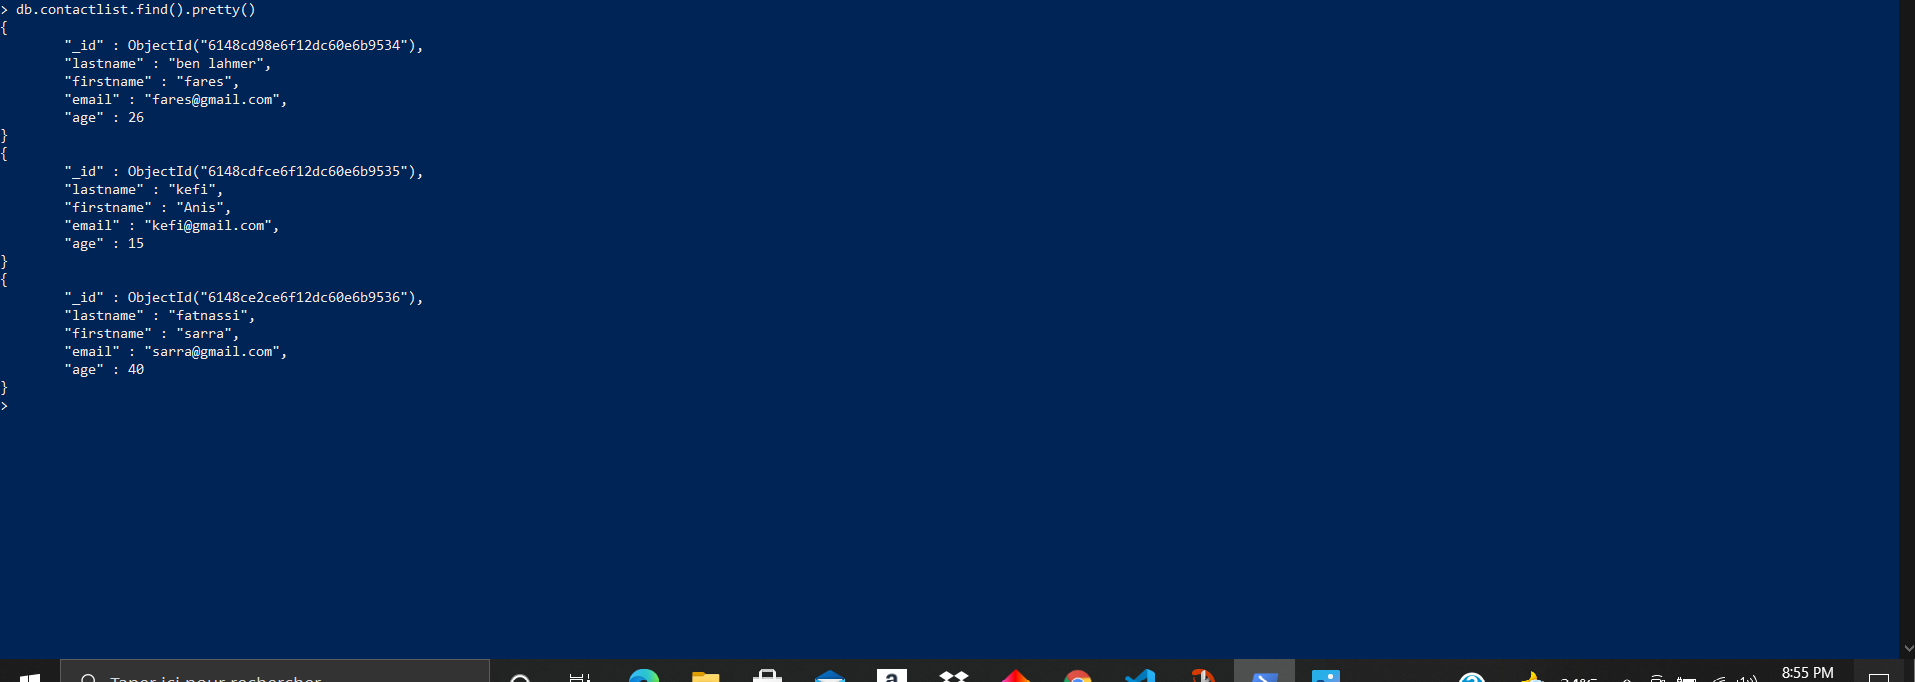 > db.contactlist.find().pretty()
{
"_id" : ObjectId("6148cd98e6f12dc60e6b9534"),
"lastname" : "ben lahmer",
"firstname" : "fares",
"email" : "fares@gmail.com",
"age" : 26
}
{
"_id" : ObjectId("6148cdfce6f12dc60e6b9535"),
"lastname" : "kefi",
"firstname" : "Anis",
"email" : "kefi@gmail.com",
"age" : 15
}
{
"_id" : ObjectId("6148ce2ce6f12dc60e6b9536"),
"lastname" : "fatnassi",
"firstname" : "sarra",
"email" : "sarra@gmail.com",
"age" : 40
}
>
Taper ici pour rechercher
8:55 PM